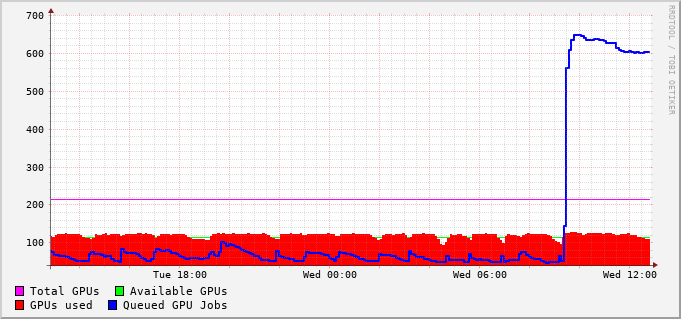 700
600
500
400
300
200
100
Tue 18:00 Wed 00:00 Wed 06:00 Wed 12:00
Total GPUs Available GPUs
GPUs used Queued GPU Jobs
RRDTOOL / TOBI OETIKER